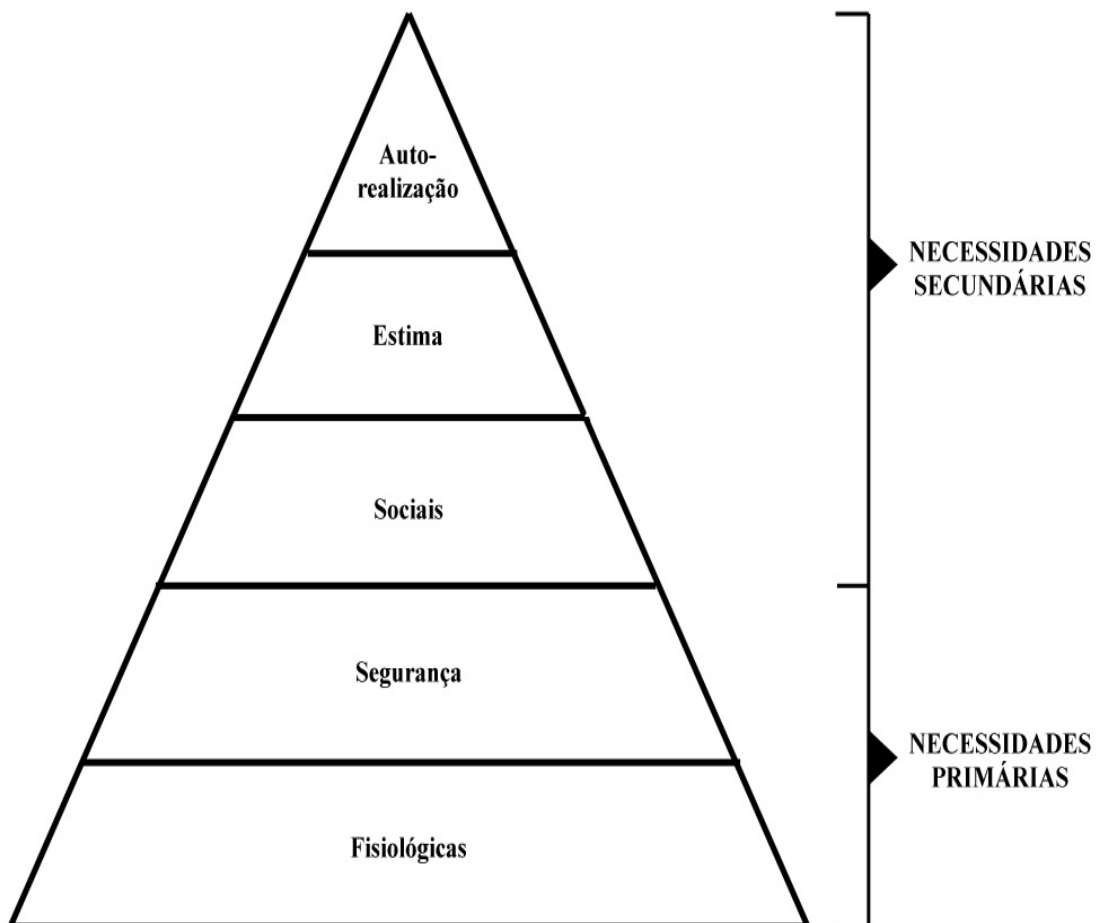 Auto-
realização
NECESSIDADES
SECUNDÁRIAS
Estima
Sociais
Segurança
NECESSIDADES
PRIMÁRIAS
Fisiológicas